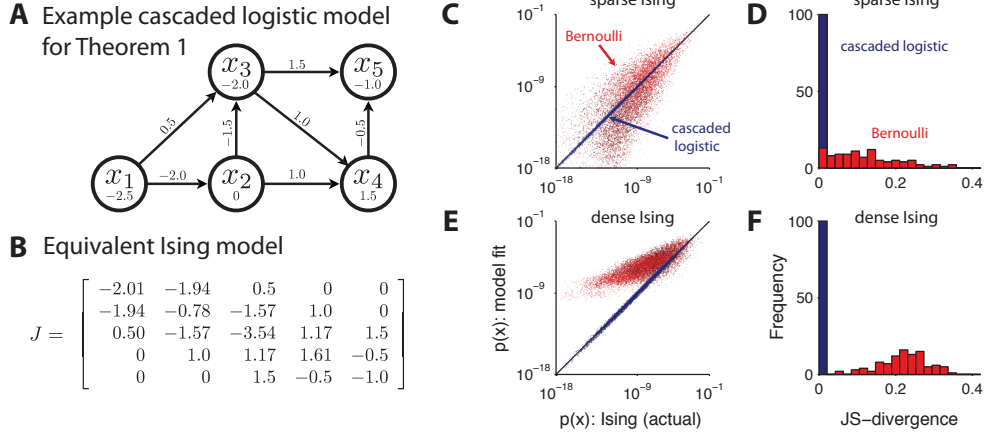 A Example cascaded logistic model
for Theorem 1
x3
-2.0
1.5
x5
-1.0
0.5
-1.5
1.0
-0.5
x1
-2.5
-2.0
x2
0
1.0
x4
1.5
B Equivalent Ising model
J =
-2.01 -1.94 0.5 0 0
-1.94 -0.78 -1.57 1.0 0
0.50 -1.57 -3.54 1.17 1.5
0 1.0 1.17 1.61 -0.5
0 0 1.5 -0.5 -1.0
C sparse Ising
10^-1
10^-9
10^-18
Bernoulli
cascaded
logistic
10^-18 10^-9 10^-1
D sparse Ising
100
50
0
cascaded logistic
Bernoulli
0 0.2 0.4
E dense Ising
p(x): model fit
10^-1
10^-9
10^-18
10^-18 10^-9 10^-1
p(x): Ising (actual)
F dense Ising
Frequency
100
50
0
0 0.2 0.4
JS-divergence